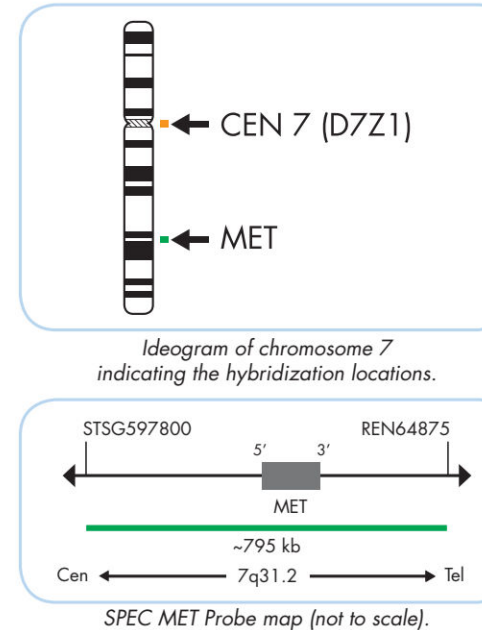 CEN 7 (D7Z1)
MET
Ideogram of chromosome 7
indicating the hybridization locations.
STSG597800 REN64875
5’ 3’
MET
~795 kb
Cen 7q31.2 Tel
SPEC MET Probe map (not to scale).